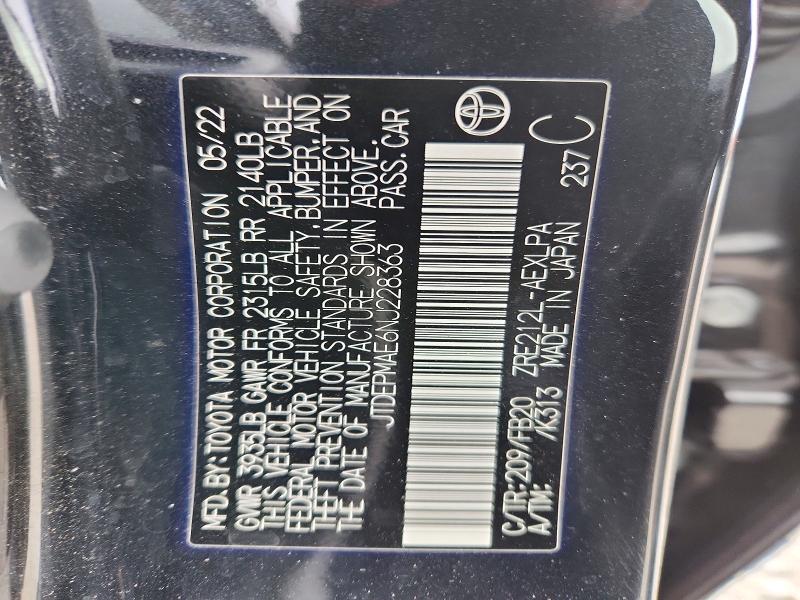 MFD. BY: TOYOTA MOTOR CORPORATION 05/22
GVWR 3935LB GAWR FR 2315LB RR 2140LB
THIS VEHICLE CONFORMS TO ALL APPLICABLE
FEDERAL MOTOR VEHICLE SAFETY, BUMPER, AND
THEFT PREVENTION STANDARDS IN EFFECT ON
THE DATE OF MANUFACTURE SHOWN ABOVE.
JTDEPMAE6NJ228363 PASS. CAR
C/TR: 209/FB20 ZRE212L-AEXLPA
A/TM: /K313 MADE IN JAPAN 237 C